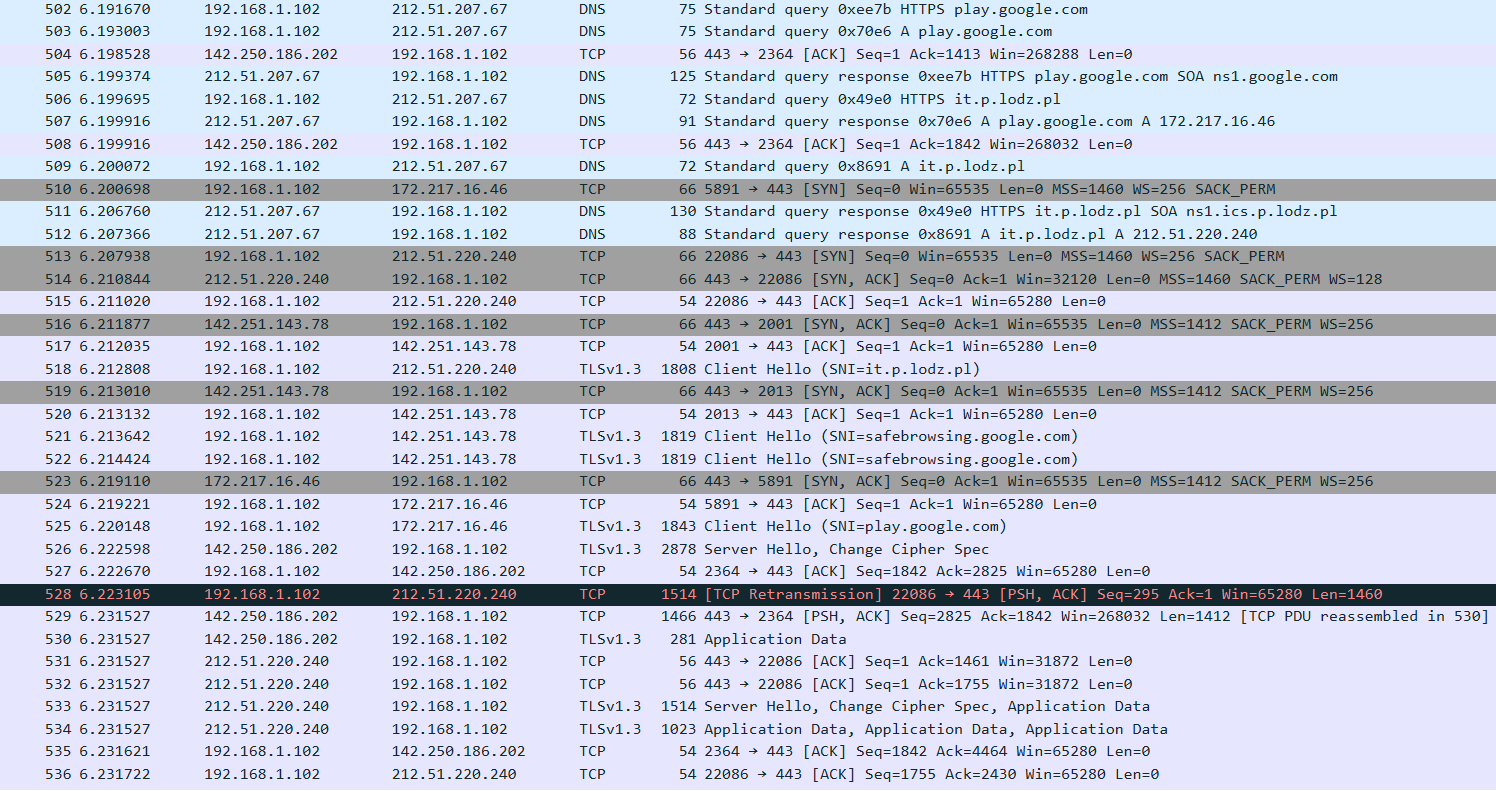 502 6.191670 192.168.1.102 212.51.207.67 DNS 75 Standard query 0xee7b HTTPS play.google.com
503 6.193003 192.168.1.102 212.51.207.67 DNS 75 Standard query 0x70e6 A play.google.com
504 6.198528 142.250.186.202 192.168.1.102 TCP 56 443 → 2364 [ACK] Seq=1 Ack=1413 Win=268288 Len=0
505 6.199374 212.51.207.67 192.168.1.102 DNS 125 Standard query response 0xee7b HTTPS play.google.com SOA ns1.google.com
506 6.199695 192.168.1.102 212.51.207.67 DNS 72 Standard query 0x49e0 HTTPS it.p.lodz.pl
507 6.199916 212.51.207.67 192.168.1.102 DNS 91 Standard query response 0x70e6 A play.google.com A 172.217.16.46
508 6.199916 142.250.186.202 192.168.1.102 TCP 56 443 → 2364 [ACK] Seq=1 Ack=1842 Win=268032 Len=0
509 6.200072 192.168.1.102 212.51.207.67 DNS 72 Standard query 0x8691 A it.p.lodz.pl
510 6.200698 192.168.1.102 172.217.16.46 TCP 66 5891 → 443 [SYN] Seq=0 Win=65535 Len=0 MSS=1460 WS=256 SACK_PERM
511 6.206760 212.51.207.67 192.168.1.102 DNS 130 Standard query response 0x49e0 HTTPS it.p.lodz.pl SOA ns1.ics.p.lodz.pl
512 6.207366 212.51.207.67 192.168.1.102 DNS 88 Standard query response 0x8691 A it.p.lodz.pl A 212.51.220.240
513 6.207938 192.168.1.102 212.51.220.240 TCP 66 22086 → 443 [SYN] Seq=0 Win=65535 Len=0 MSS=1460 WS=256 SACK_PERM
514 6.210844 212.51.220.240 192.168.1.102 TCP 66 443 → 22086 [SYN, ACK] Seq=0 Ack=1 Win=32120 Len=0 MSS=1460 SACK_PERM WS=128
515 6.211020 192.168.1.102 212.51.220.240 TCP 54 22086 → 443 [ACK] Seq=1 Ack=1 Win=65280 Len=0
516 6.211877 142.251.143.78 192.168.1.102 TCP 66 443 → 2001 [SYN, ACK] Seq=0 Ack=1 Win=65535 Len=0 MSS=1412 SACK_PERM WS=256
517 6.212035 192.168.1.102 142.251.143.78 TCP 54 2001 → 443 [ACK] Seq=1 Ack=1 Win=65280 Len=0
518 6.212808 192.168.1.102 212.51.220.240 TLSv1.3 1808 Client Hello (SNI=it.p.lodz.pl)
519 6.213010 142.251.143.78 192.168.1.102 TCP 66 443 → 2013 [SYN, ACK] Seq=0 Ack=1 Win=65535 Len=0 MSS=1412 SACK_PERM WS=256
520 6.213132 192.168.1.102 142.251.143.78 TCP 54 2013 → 443 [ACK] Seq=1 Ack=1 Win=65280 Len=0
521 6.213642 192.168.1.102 142.251.143.78 TLSv1.3 1819 Client Hello (SNI=safebrowsing.google.com)
522 6.214424 192.168.1.102 142.251.143.78 TLSv1.3 1819 Client Hello (SNI=safebrowsing.google.com)
523 6.219110 172.217.16.46 192.168.1.102 TCP 66 443 → 5891 [SYN, ACK] Seq=0 Ack=1 Win=65535 Len=0 MSS=1412 SACK_PERM WS=256
524 6.219221 192.168.1.102 172.217.16.46 TCP 54 5891 → 443 [ACK] Seq=1 Ack=1 Win=65280 Len=0
525 6.220148 192.168.1.102 172.217.16.46 TLSv1.3 1843 Client Hello (SNI=play.google.com)
526 6.222598 142.250.186.202 192.168.1.102 TLSv1.3 2878 Server Hello, Change Cipher Spec
527 6.222670 192.168.1.102 142.250.186.202 TCP 54 2364 → 443 [ACK] Seq=1842 Ack=2825 Win=65280 Len=0
528 6.223105 192.168.1.102 212.51.220.240 TCP 1514 [TCP Retransmission] 22086 → 443 [PSH, ACK] Seq=295 Ack=1 Win=65280 Len=1460
529 6.231527 142.250.186.202 192.168.1.102 TCP 1466 443 → 2364 [PSH, ACK] Seq=2825 Ack=1842 Win=268032 Len=1412 [TCP PDU reassembled in 530]
530 6.231527 142.250.186.202 192.168.1.102 TLSv1.3 281 Application Data
531 6.231527 212.51.220.240 192.168.1.102 TCP 56 443 → 22086 [ACK] Seq=1 Ack=1461 Win=31872 Len=0
532 6.231527 212.51.220.240 192.168.1.102 TCP 56 443 → 22086 [ACK] Seq=1 Ack=1755 Win=31872 Len=0
533 6.231527 212.51.220.240 192.168.1.102 TLSv1.3 1514 Server Hello, Change Cipher Spec, Application Data
534 6.231527 212.51.220.240 192.168.1.102 TLSv1.3 1023 Application Data, Application Data, Application Data
535 6.231621 192.168.1.102 142.250.186.202 TCP 54 2364 → 443 [ACK] Seq=1842 Ack=4464 Win=65280 Len=0
536 6.231722 192.168.1.102 212.51.220.240 TCP 54 22086 → 443 [ACK] Seq=1755 Ack=2430 Win=65280 Len=0